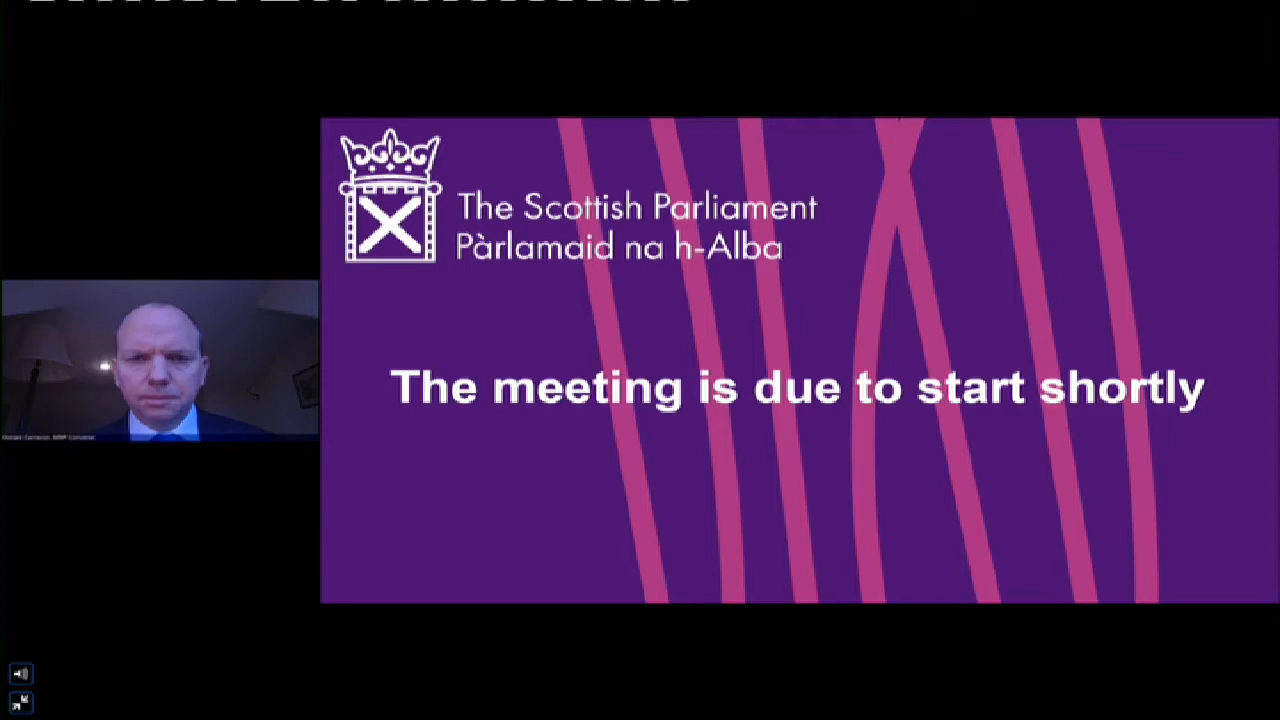 The Scottish Parliament
Pàrlamaid na h-Alba
The meeting is due to start shortly